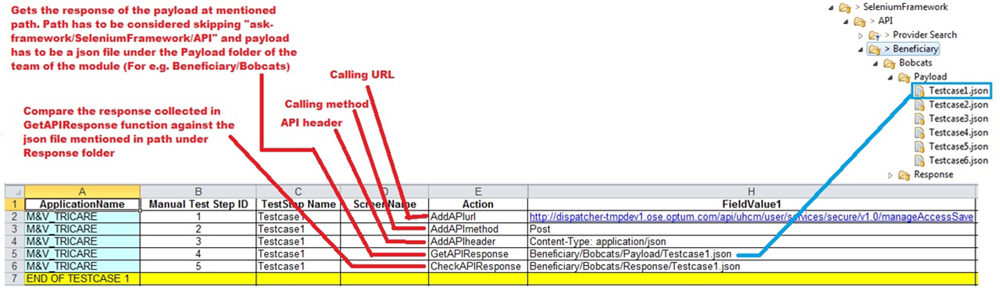 Gets the response of the payload at mentioned
path. Path has to be considered skipping "ask-
framework/SeleniumFramework/API" and payload
has to be a json file under the Payload folder of the
team of the module (For e.g. Beneficiary/Bobcats)
Calling URL
Calling method
API header
Compare the response collected in
GetAPIResponse function against the
json file mentioned in path under
Response folder
> SeleniumFramework
> API
> Provider Search
> Beneficiary
Bobcats
Payload
Testcase1.json
Testcase2.json
Testcase3.json
Testcase4.json
Testcase5.json
Testcase6.json
Response
A B C D E H
1 ApplicationName Manual Test Step ID TestStep Name ScreenName Action FieldValue1
2 M&V_TRICARE 1 Testcase1 AddAPIurl http://dispatcher-tmpdev1.ose.optum.com/api/uhcm/user/services/secure/v1.0/manageAccessSave
3 M&V_TRICARE 2 Testcase1 AddAPImethod Post
4 M&V_TRICARE 3 Testcase1 AddAPIheader Content-Type: application/json
5 M&V_TRICARE 4 Testcase1 GetAPIResponse Beneficiary/Bobcats/Payload/Testcase1.json
6 M&V_TRICARE 5 Testcase1 CheckAPIResponse Beneficiary/Bobcats/Response/Testcase1.json
7 END OF TESTCASE 1